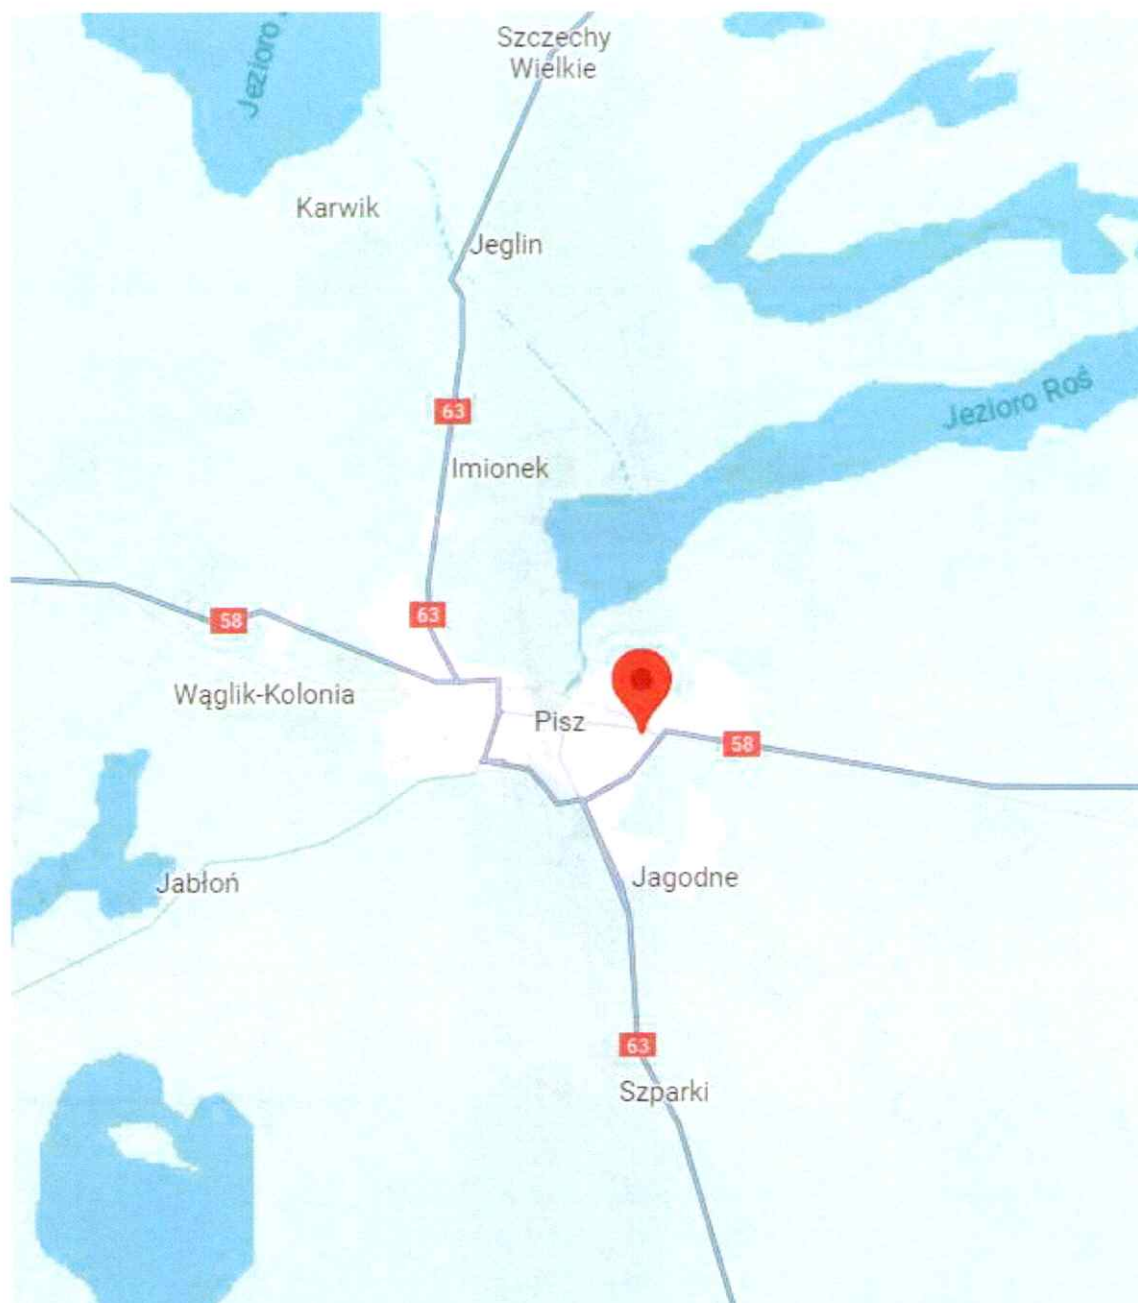 Szczechy
Wielkie
Jezioro
Karwik
Jeglin
63
Jezioro Roś
Imionek
63
58
Wąglik-Kolonia
Pisz
58
Jabłoń
Jagodne
63
Szparki